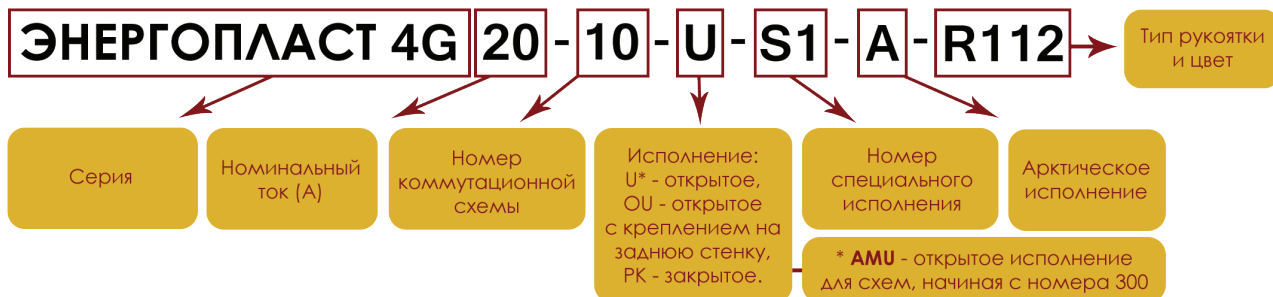 ЭНЕРГОПЛАСТ 4G 20 - 10 - U - S1 - A - R112
Тип рукоятки
и цвет
Серия
Номинальный
ток (А)
Номер
коммутационной
схемы
Исполнение:
U* - открытое,
OU - открытое
с креплением на
заднюю стенку,
РК - закрытое.
Номер
специального
исполнения
Арктическое
исполнение
* AMU - открытое исполнение
для схем, начиная с номера 300